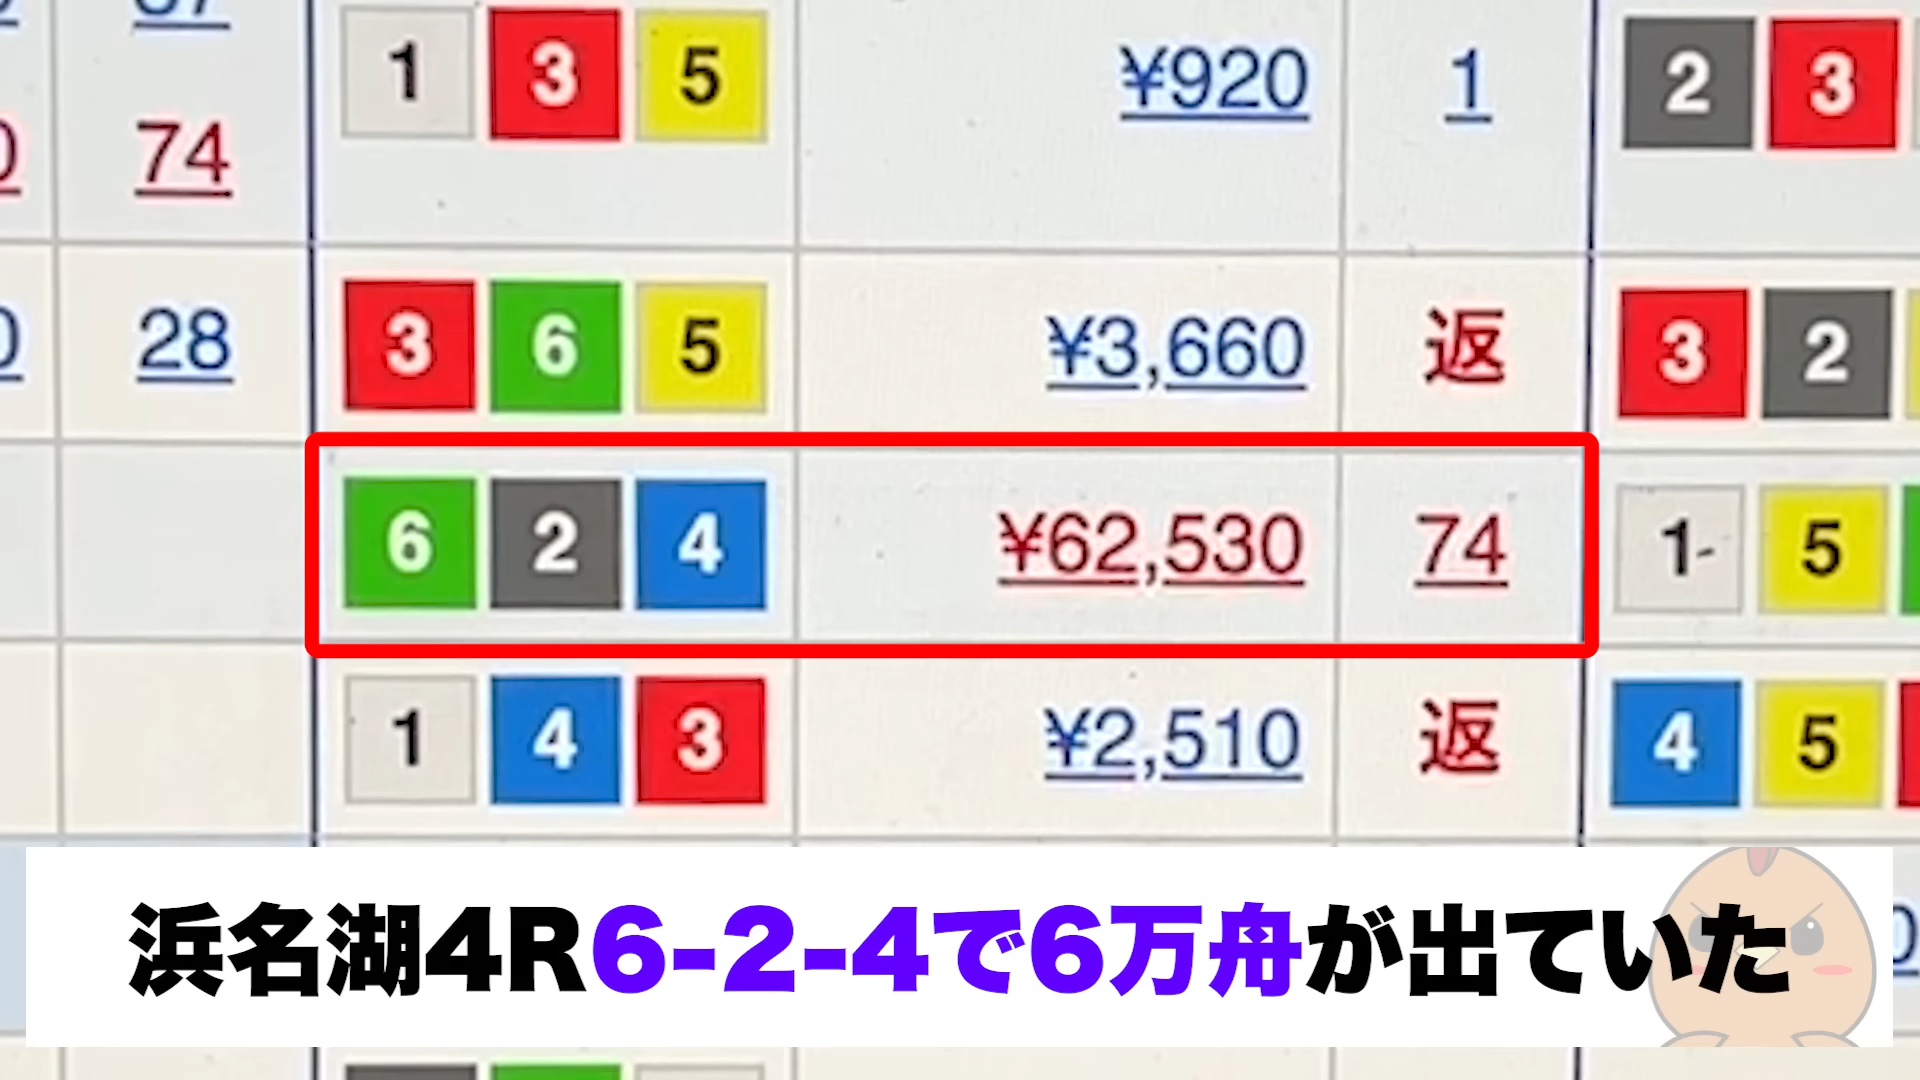 1 3 5 ¥920 1 2 3
74
28 3 6 5 ¥3,660 返 3 2
6 2 4 ¥62,530 74 1- 5
1 4 3 ¥2,510 返 4 5
浜名湖4R6-2-4で6万舟が出ていた